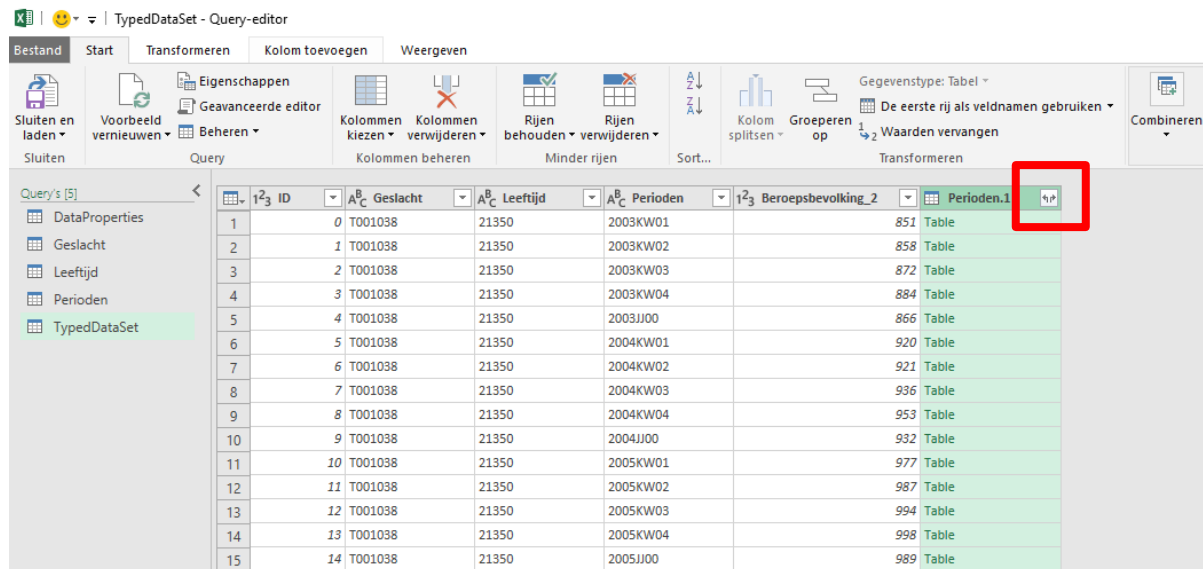 TypedDataSet - Query-editor
Bestand Start Transformeren Kolom toevoegen Weergeven
Sluiten en laden
Voorbeeld vernieuwen
Eigenschappen
Geavanceerde editor
Beheren
Kolommen kiezen
Kolommen verwijderen
Rijen behouden
Rijen verwijderen
Kolom splitsen
Groeperen op
Gegevenstype: Tabel
De eerste rij als veldnamen gebruiken
Waarden vervangen
Combineren
Sluiten Query Kolommen beheren Minder rijen Sort... Transformeren
Query's [5]
DataProperties
Geslacht
Leeftijd
Perioden
TypedDataSet
ID Geslacht Leeftijd Perioden Beroepsbevolking_2 Perioden.1
1 0 T001038 21350 2003KW01 851 Table
2 1 T001038 21350 2003KW02 858 Table
3 2 T001038 21350 2003KW03 872 Table
4 3 T001038 21350 2003KW04 884 Table
5 4 T001038 21350 2003JJ00 866 Table
6 5 T001038 21350 2004KW01 920 Table
7 6 T001038 21350 2004KW02 921 Table
8 7 T001038 21350 2004KW03 936 Table
9 8 T001038 21350 2004KW04 953 Table
10 9 T001038 21350 2004JJ00 932 Table
11 10 T001038 21350 2005KW01 977 Table
12 11 T001038 21350 2005KW02 987 Table
13 12 T001038 21350 2005KW03 994 Table
14 13 T001038 21350 2005KW04 998 Table
15 14 T001038 21350 2005JJ00 989 Table